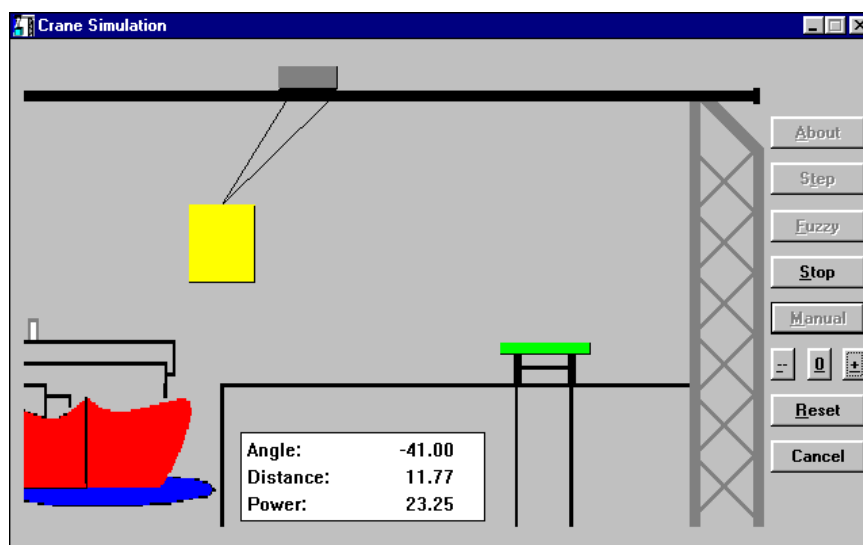 Crane Simulation
About
Step
Fuzzy
Stop
Manual
-- 0 +
Reset
Cancel
Angle: -41.00
Distance: 11.77
Power: 23.25